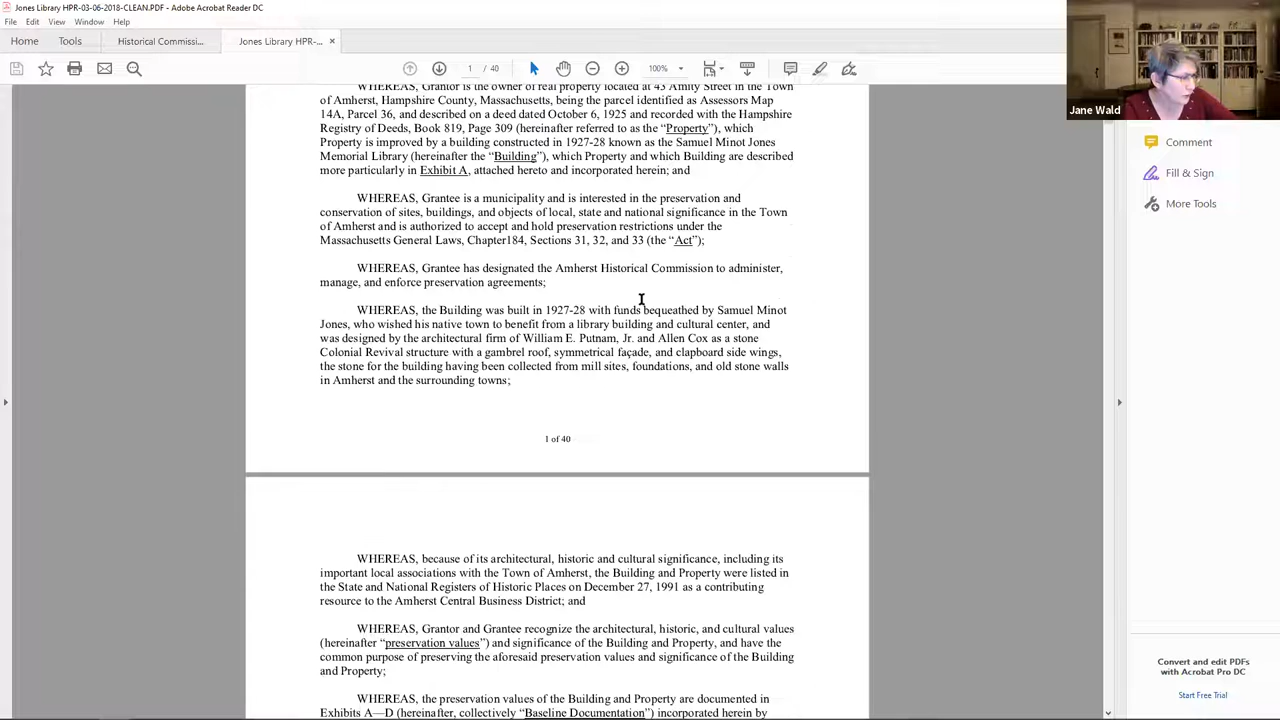 Jones Library HPR-03-06-2018-CLEAN.PDF - Adobe Acrobat Reader DC
File Edit View Window Help
Home Tools Historical Commissi... Jones Library HPR-... ×
1 / 40 100%
Jane Wald
WHEREAS, Grantor is the owner of real property located at 43 Amity Street in the Town
of Amherst, Hampshire County, Massachusetts, being the parcel identified as Assessors Map
14A, Parcel 36, and described on a deed dated October 6, 1925 and recorded with the Hampshire
Registry of Deeds, Book 819, Page 309 (hereinafter referred to as the “Property”), which
Property is improved by a building constructed in 1927-28 known as the Samuel Minot Jones
Memorial Library (hereinafter the “Building”), which Property and which Building are described
more particularly in Exhibit A, attached hereto and incorporated herein; and
WHEREAS, Grantee is a municipality and is interested in the preservation and
conservation of sites, buildings, and objects of local, state and national significance in the Town
of Amherst and is authorized to accept and hold preservation restrictions under the
Massachusetts General Laws, Chapter184, Sections 31, 32, and 33 (the “Act”);
WHEREAS, Grantee has designated the Amherst Historical Commission to administer,
manage, and enforce preservation agreements;
WHEREAS, the Building was built in 1927-28 with funds bequeathed by Samuel Minot
Jones, who wished his native town to benefit from a library building and cultural center, and
was designed by the architectural firm of William E. Putnam, Jr. and Allen Cox as a stone
Colonial Revival structure with a gambrel roof, symmetrical façade, and clapboard side wings,
the stone for the building having been collected from mill sites, foundations, and old stone walls
in Amherst and the surrounding towns;
1 of 40
WHEREAS, because of its architectural, historic and cultural significance, including its
important local associations with the Town of Amherst, the Building and Property were listed in
the State and National Registers of Historic Places on December 27, 1991 as a contributing
resource to the Amherst Central Business District; and
WHEREAS, Grantor and Grantee recognize the architectural, historic, and cultural values
(hereinafter “preservation values”) and significance of the Building and Property, and have the
common purpose of preserving the aforesaid preservation values and significance of the Building
and Property;
WHEREAS, the preservation values of the Building and Property are documented in
Exhibits A—D (hereinafter, collectively “Baseline Documentation”) incorporated herein by
Comment
Fill & Sign
More Tools
Convert and edit PDFs
with Acrobat Pro DC
Start Free Trial